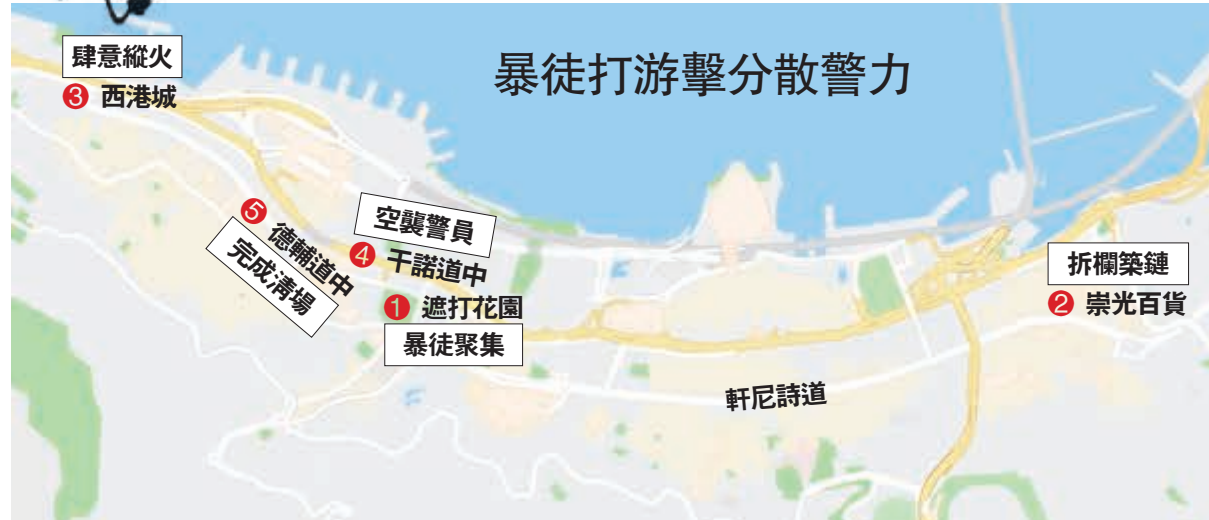 暴徒打游擊分散警力
肆意縱火
❸ 西港城
空襲警員
❹ 干諾道中
❺ 德輔道中
完成清場
❶ 遮打花園
暴徒聚集
拆欄築鏈
❷ 崇光百貨
軒尼詩道